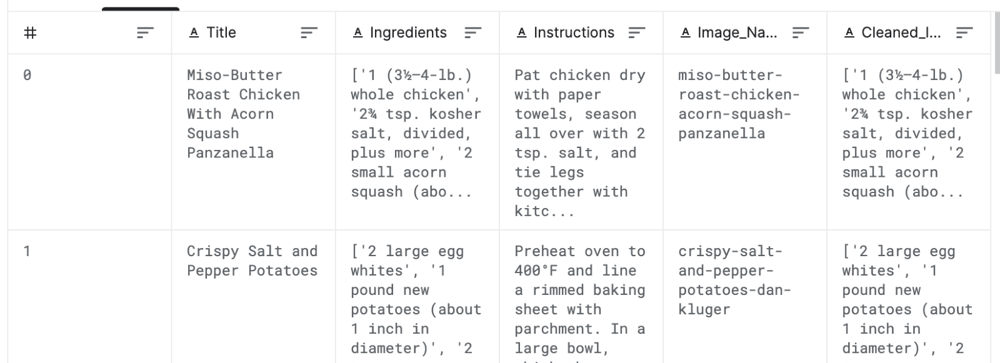 # Title Ingredients Instructions Image_Na... Cleaned_I...
0
Miso-Butter
Roast Chicken
With Acorn
Squash
Panzanella
['1 (3½–4-lb.)
whole chicken',
'2¾ tsp. kosher
salt, divided,
plus more', '2
small acorn
squash (abo...
Pat chicken dry
with paper
towels, season
all over with 2
tsp. salt, and
tie legs
together with
kitc...
miso-butter-
roast-chicken-
acorn-squash-
panzanella
['1 (3½–4-lb.)
whole chicken',
'2¾ tsp. kosher
salt, divided,
plus more', '2
small acorn
squash (abo...
1
Crispy Salt and
Pepper Potatoes
['2 large egg
whites', '1
pound new
potatoes (about
1 inch in
diameter)', '2
Preheat oven to
400°F and line
a rimmed baking
sheet with
parchment. In a
large bowl,
crispy-salt-
and-pepper-
potatoes-dan-
kluger
['2 large egg
whites', '1
pound new
potatoes (about
1 inch in
diameter)', '2